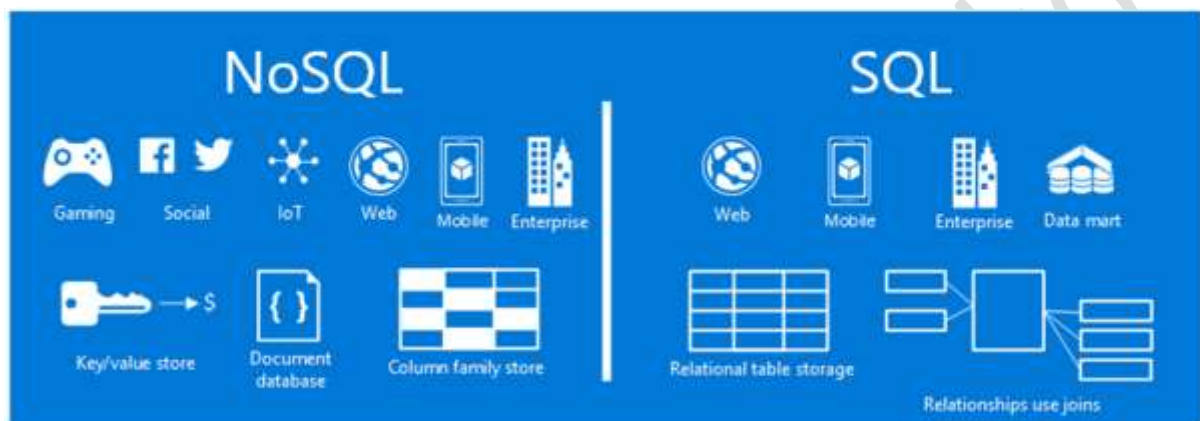 NoSQL
SQL
Gaming
Social
IoT
Web
Mobile
Enterprise
Web
Mobile
Enterprise
Data mart
$
{ }
Key/value store
Document
database
Column family store
Relational table storage
Relationships use joins